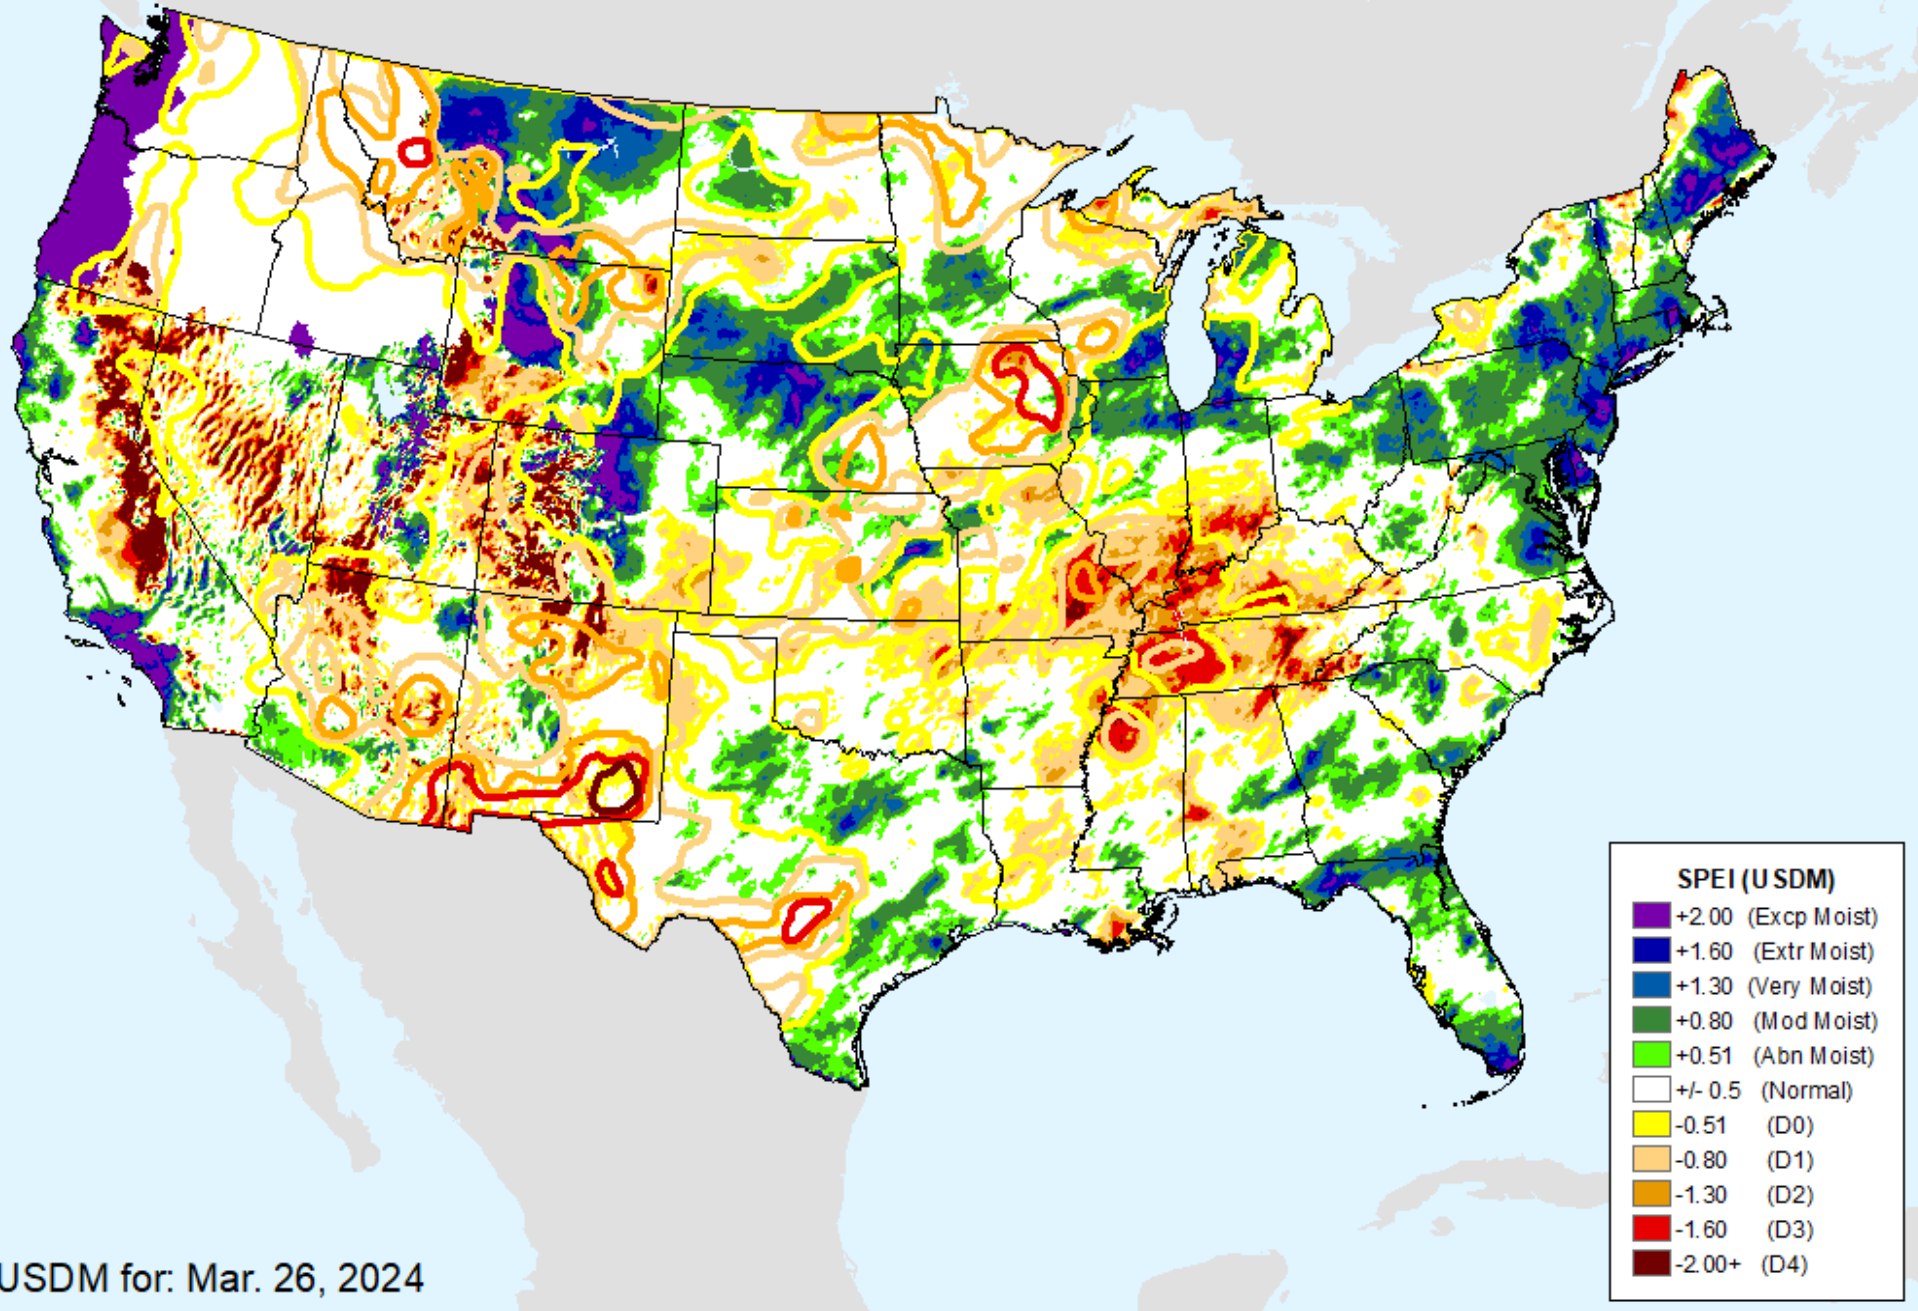 SPEI (USDM)
+2.00 (Excp Moist)
+1.60 (Extr Moist)
+1.30 (Very Moist)
+0.80 (Mod Moist)
+0.51 (Abn Moist)
+/- 0.5 (Normal)
-0.51 (D0)
-0.80 (D1)
-1.30 (D2)
-1.60 (D3)
-2.00+ (D4)
USDM for: Mar. 26, 2024